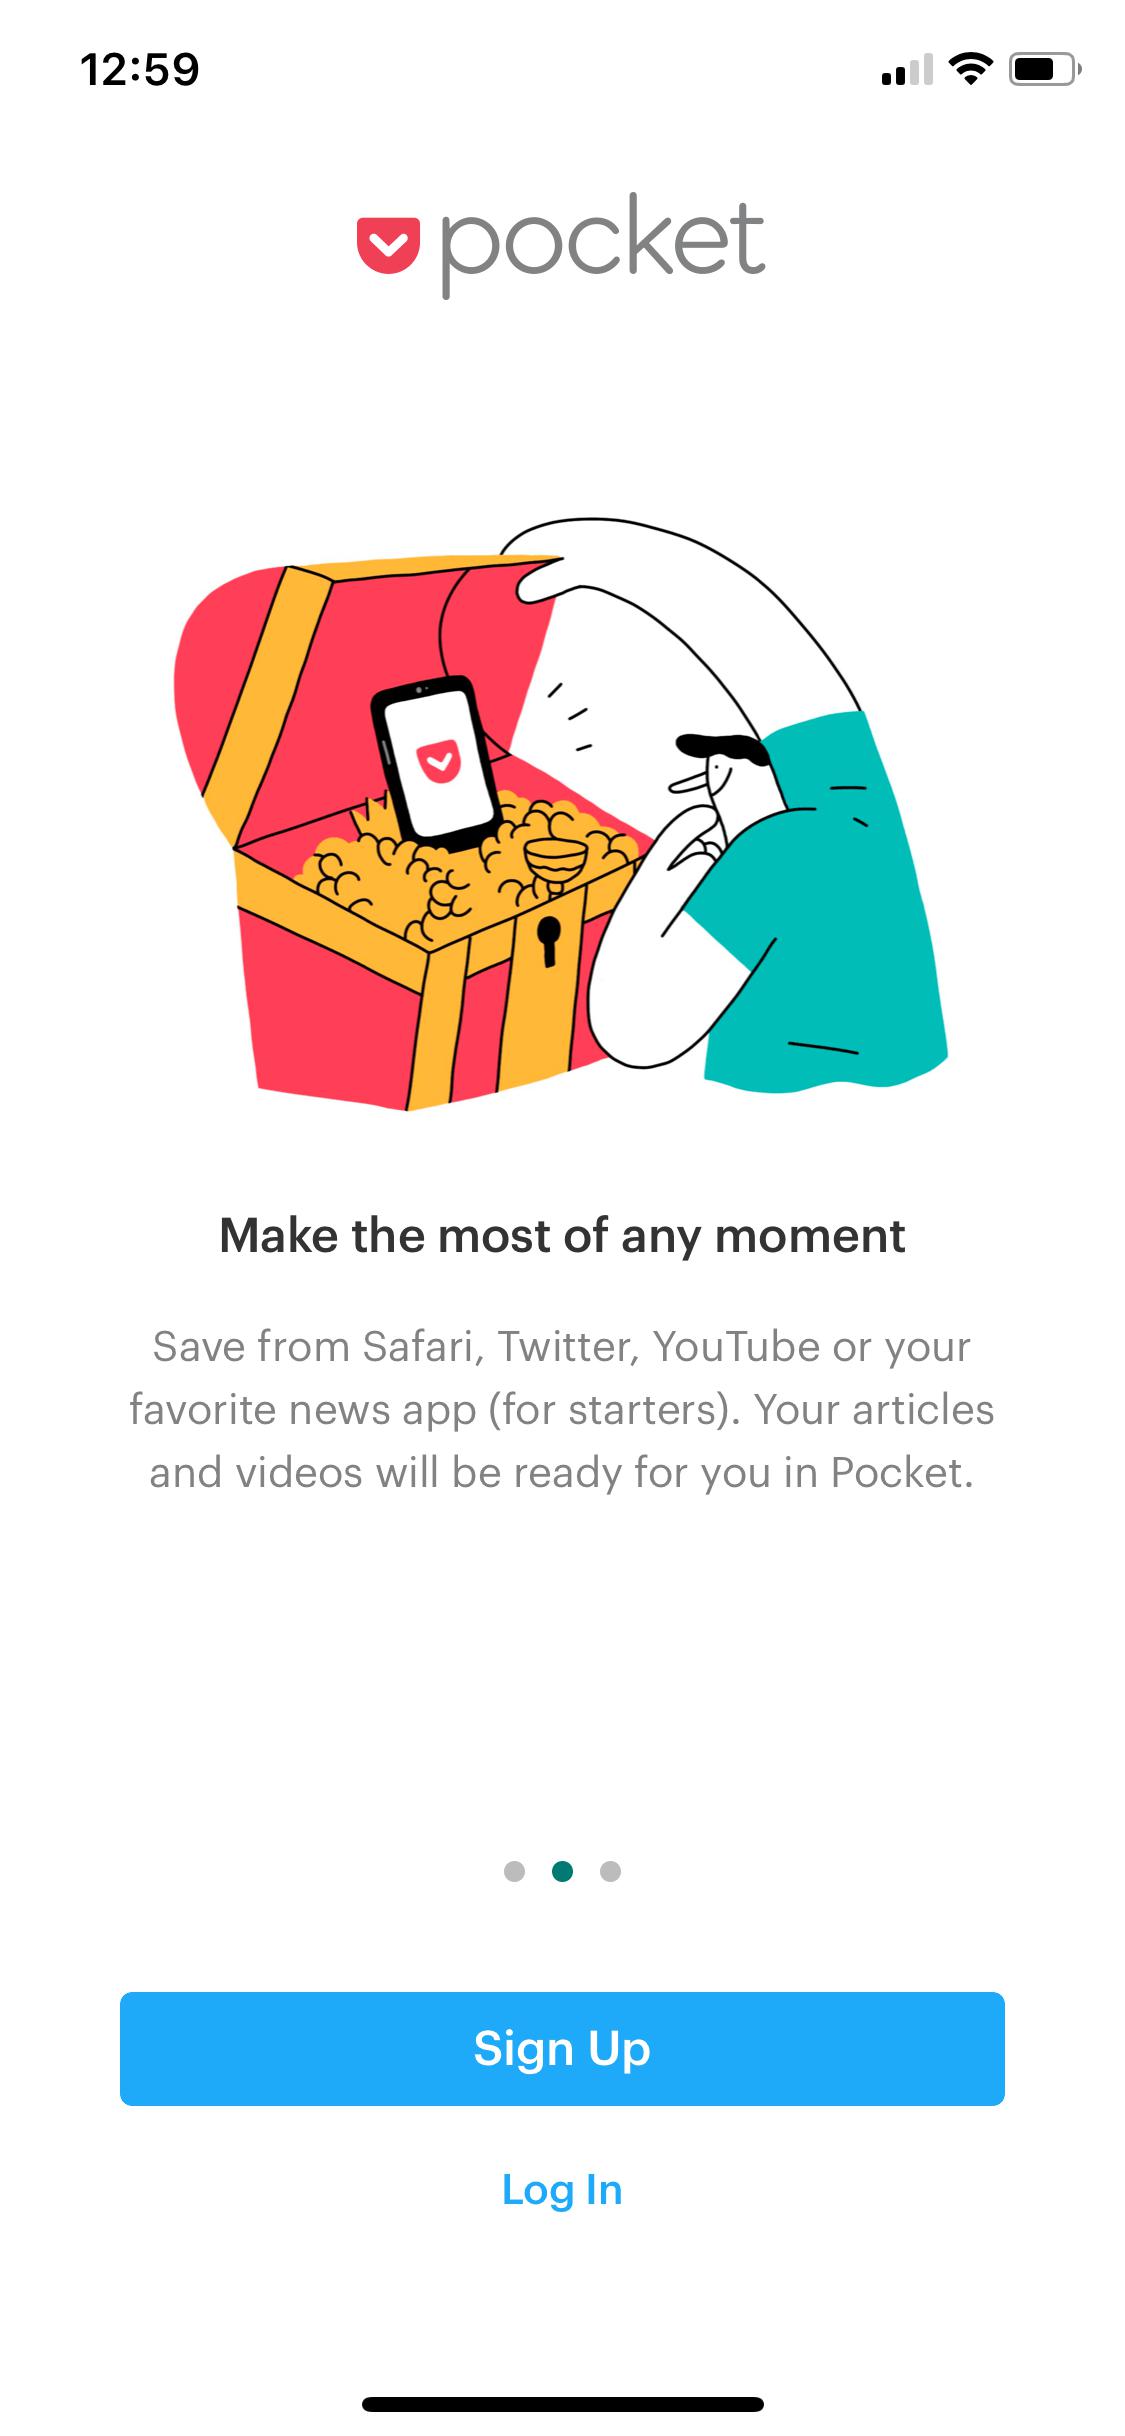 12:59
pocket
Make the most of any moment
Save from Safari, Twitter, YouTube or your
favorite news app (for starters). Your articles
and videos will be ready for you in Pocket.
Sign Up
Log In